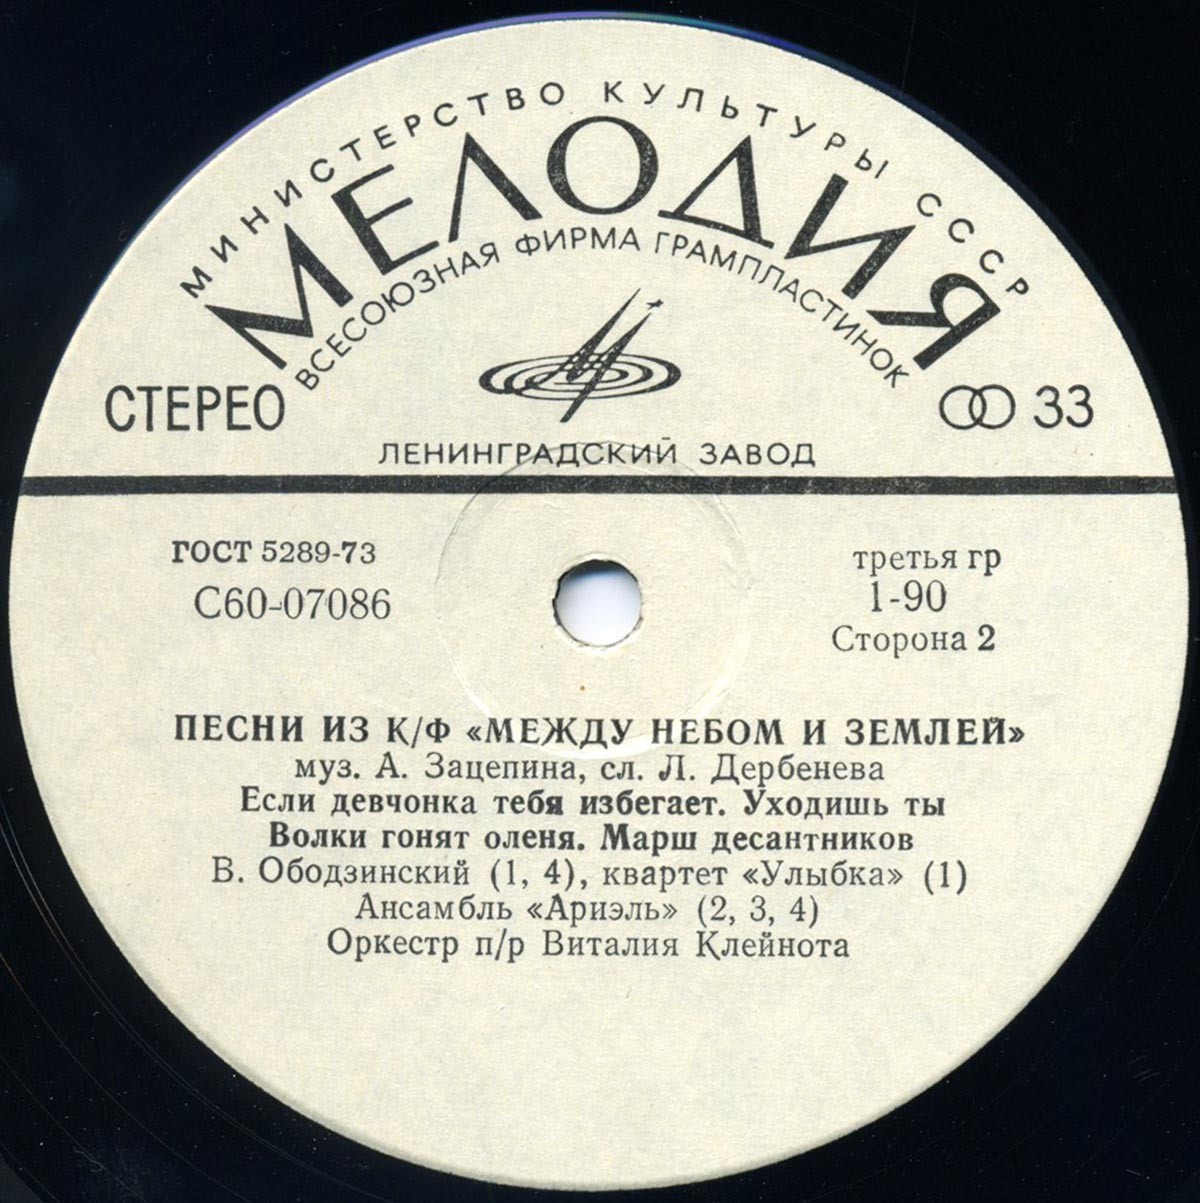 МИНИСТЕРСТВО КУЛЬТУРЫ СССР
МЕЛОДИЯ
ВСЕСОЮЗНАЯ ФИРМА ГРАМПЛАСТИНОК
СТЕРЕО
33
ЛЕНИНГРАДСКИЙ ЗАВОД
ГОСТ 5289-73
третья гр
С60-07086
1-90
Сторона 2
ПЕСНИ ИЗ К/Ф «МЕЖДУ НЕБОМ И ЗЕМЛЕЙ»
муз. А. Зацепина, сл. Л. Дербенева
Если девчонка тебя избегает. Уходишь ты
Волки гонят оленя. Марш десантников
В. Ободзинский (1, 4), квартет «Улыбка» (1)
Ансамбль «Ариэль» (2, 3, 4)
Оркестр п/р Виталия Клейнота